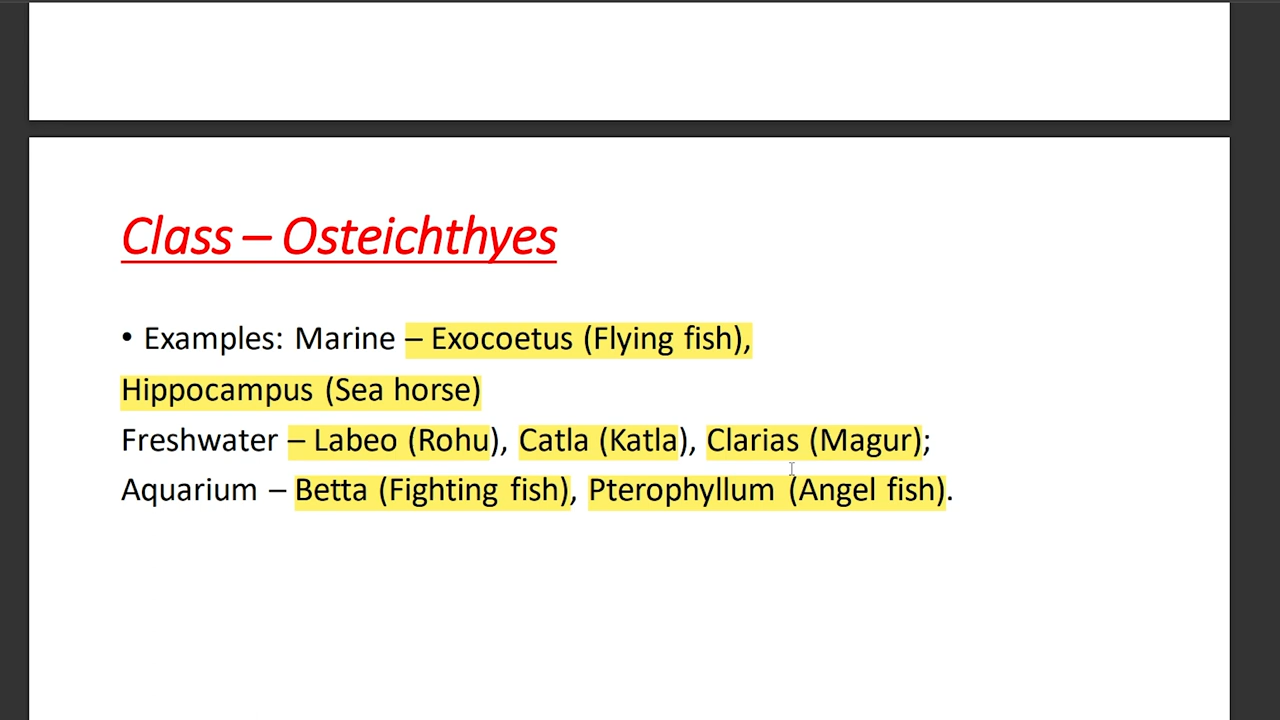 Class – Osteichthyes
• Examples: Marine – Exocoetus (Flying fish),
Hippocampus (Sea horse)
Freshwater – Labeo (Rohu), Catla (Katla), Clarias (Magur);
Aquarium – Betta (Fighting fish), Pterophyllum (Angel fish).